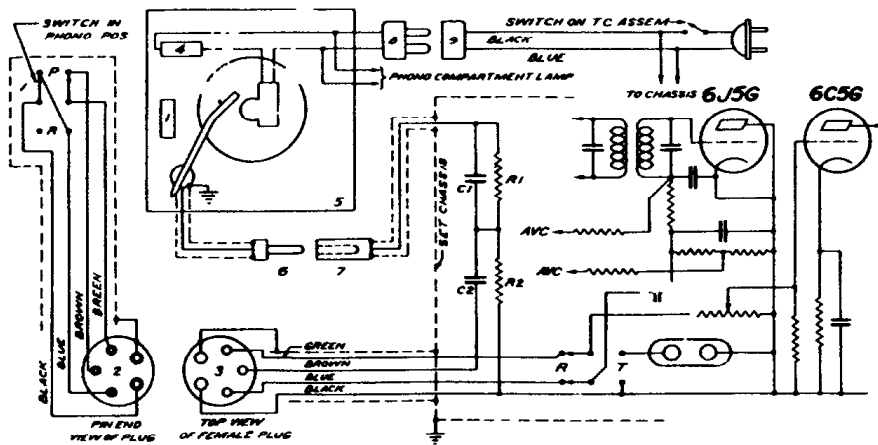 SWITCH IN
PHONO POS
P
R
BLACK
BLUE
BROWN
GREEN
2
PIN END
VIEW OF PLUG
4
1
5
8
9
SWITCH ON T.C. ASSEM
BLACK
BLUE
PHONO COMPARTMENT LAMP
TO CHASSIS
6J5G
6C5G
6
7
SET CHASSIS
C1
R1
C2
R2
AVC
AVC
3
TOP VIEW
OF FEMALE PLUG
GREEN
BROWN
BLUE
BLACK
R
T